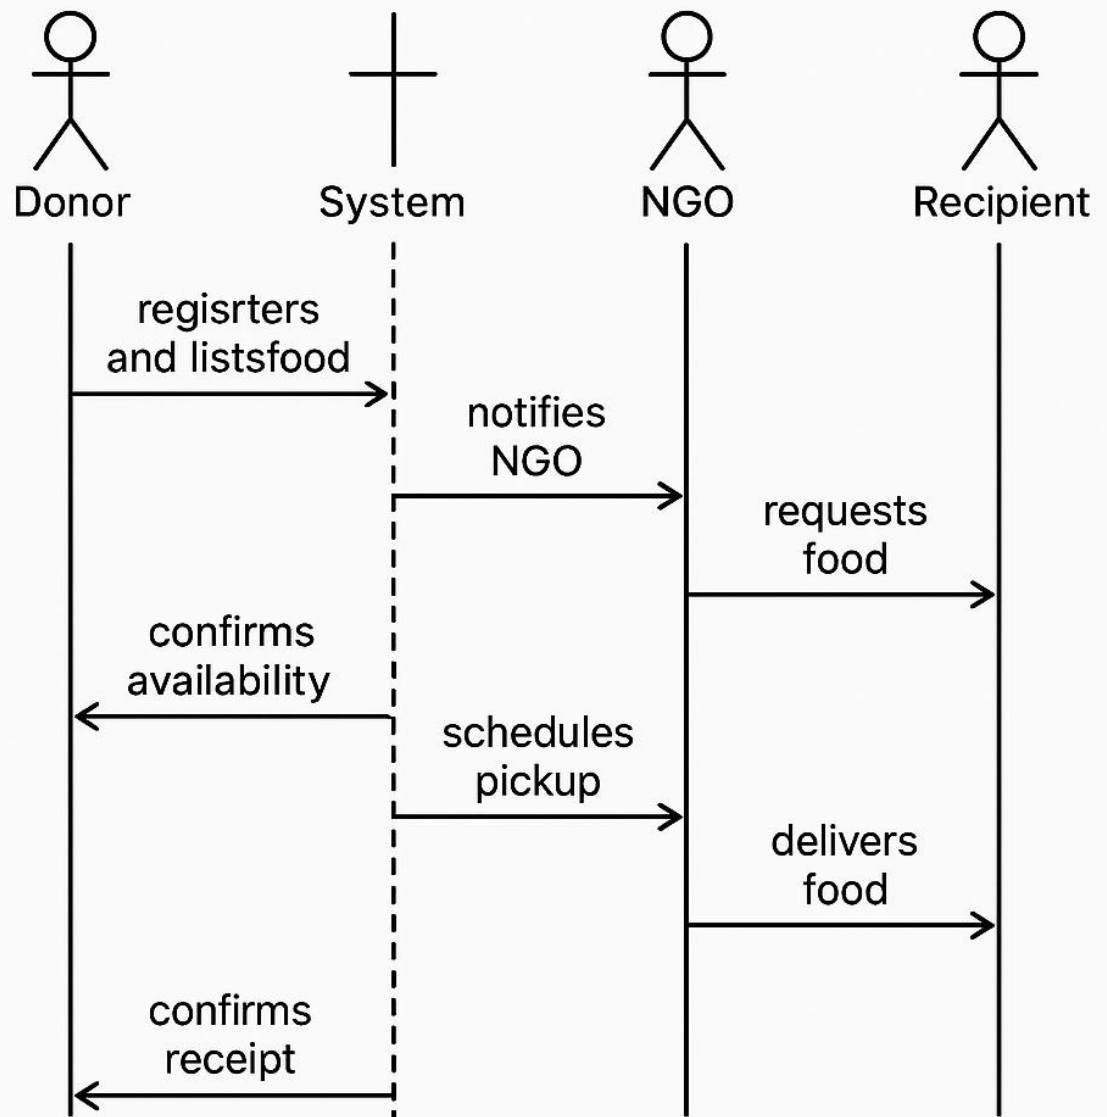 Donor
System
NGO
Recipient
regisrters
and listsfood
notifies
NGO
requests
food
confirms
availability
schedules
pickup
delivers
food
confirms
receipt